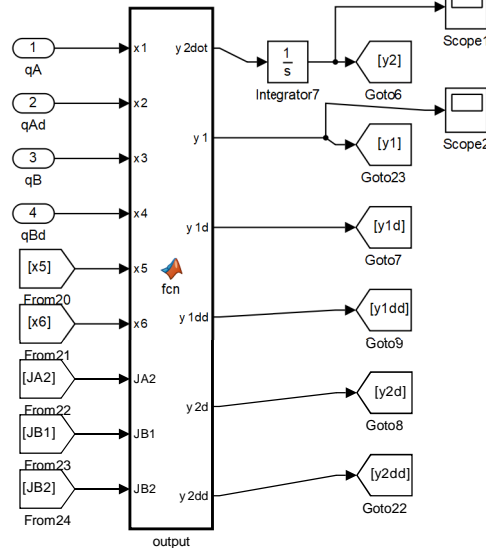 1
qA
2
qAd
3
qB
4
qBd
[x5]
From20
[x6]
From21
[JA2]
From22
[JB1]
From23
[JB2]
From24
x1
x2
x3
x4
x5
x6
JA2
JB1
JB2
fcn
y 2dot
y 1
y 1d
y 1dd
y 2d
y 2dd
output
1
s
Integrator7
[y2]
Goto6
Scope1
[y1]
Goto23
Scope2
[y1d]
Goto7
[y1dd]
Goto9
[y2d]
Goto8
[y2dd]
Goto22